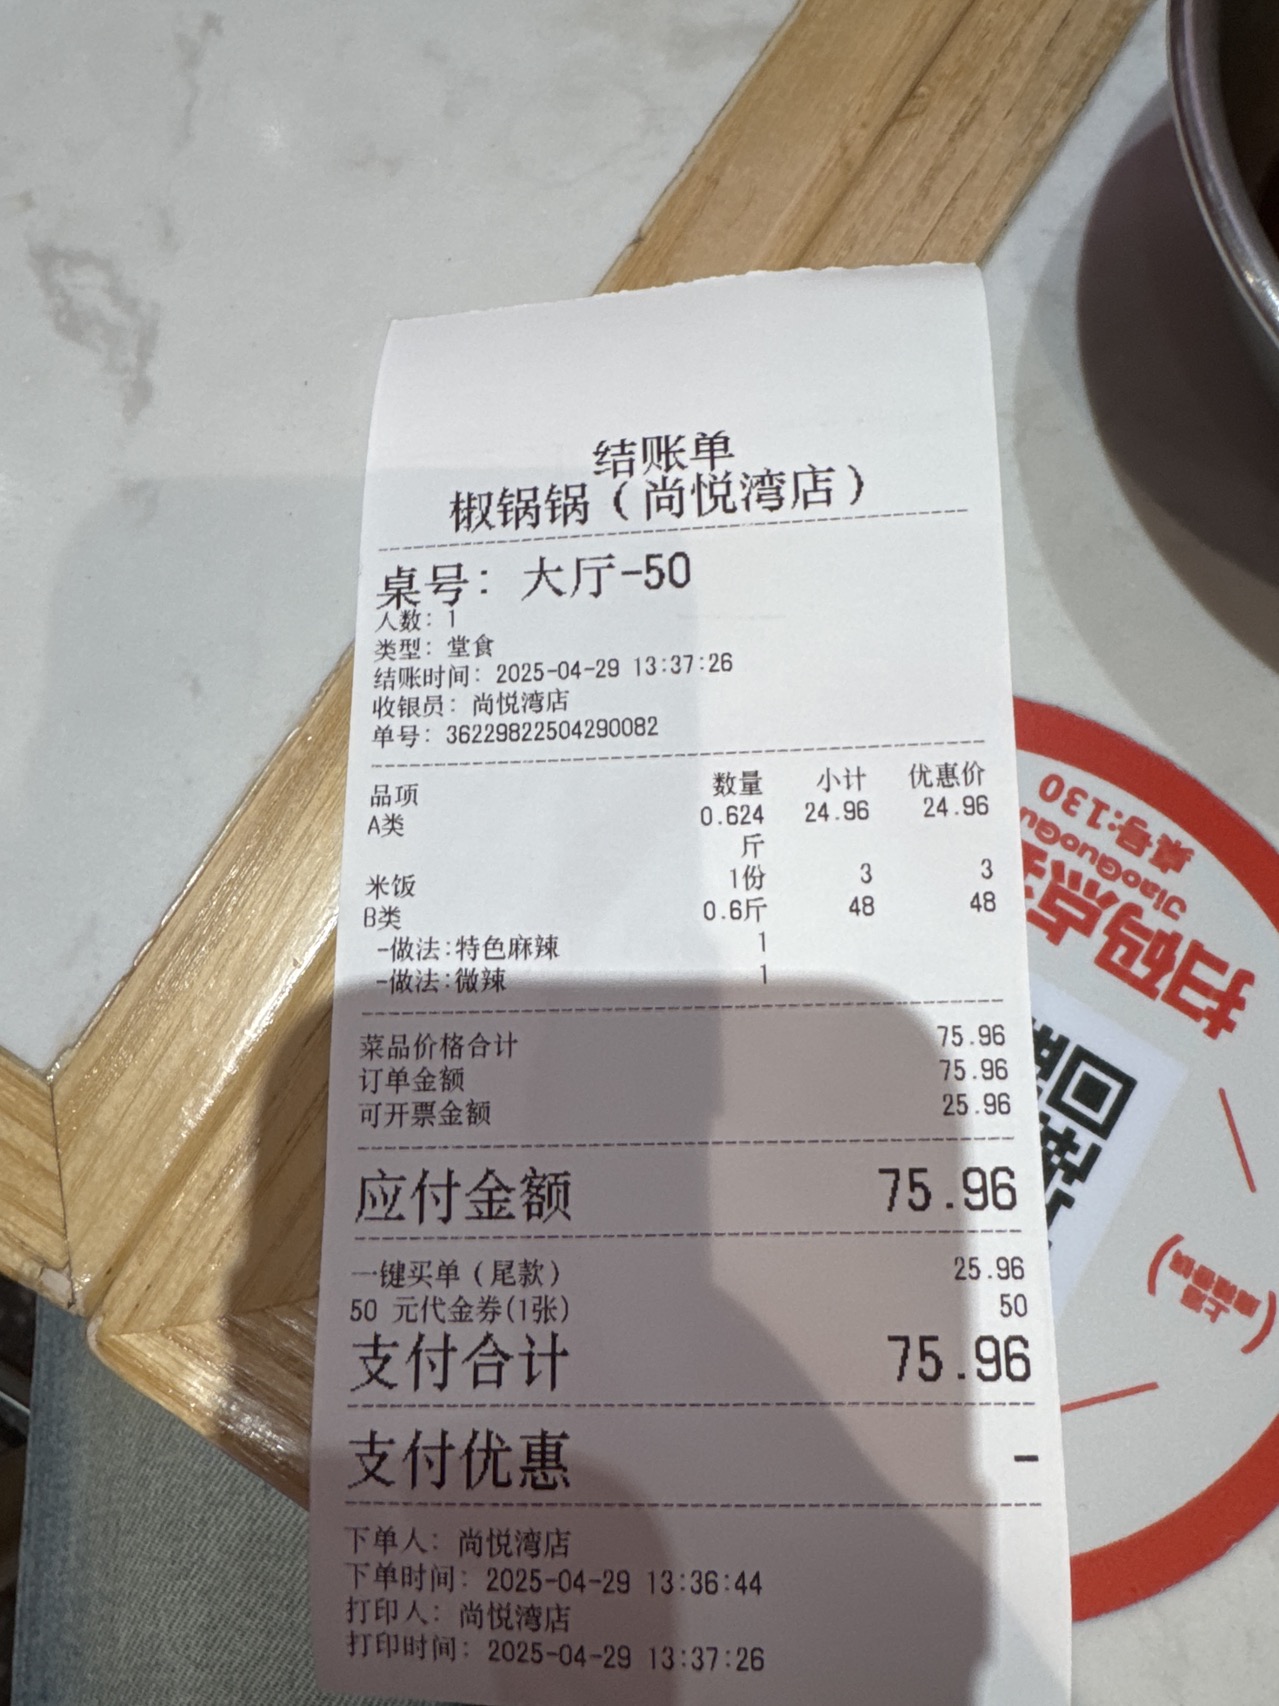 结账单
椒锅锅（尚悦湾店）
桌号：大厅-50
人数：1
类型：堂食
结账时间：2025-04-29 13:37:26
收银员：尚悦湾店
单号：36229822504290082
品项 数量 小计 优惠价
A类 0.624 24.96 24.96
斤
米饭 1份 3 3
B类 0.6斤 48 48
-做法:特色麻辣 1
-做法:微辣 1
菜品价格合计 75.96
订单金额 75.96
可开票金额 25.96
应付金额 75.96
一键买单（尾款） 25.96
50 元代金券(1张) 50
支付合计 75.96
支付优惠 -
下单人：尚悦湾店
下单时间：2025-04-29 13:36:44
打印人：尚悦湾店
打印时间：2025-04-29 13:37:26
桌号:130
JiaoGuoGu
扫码点